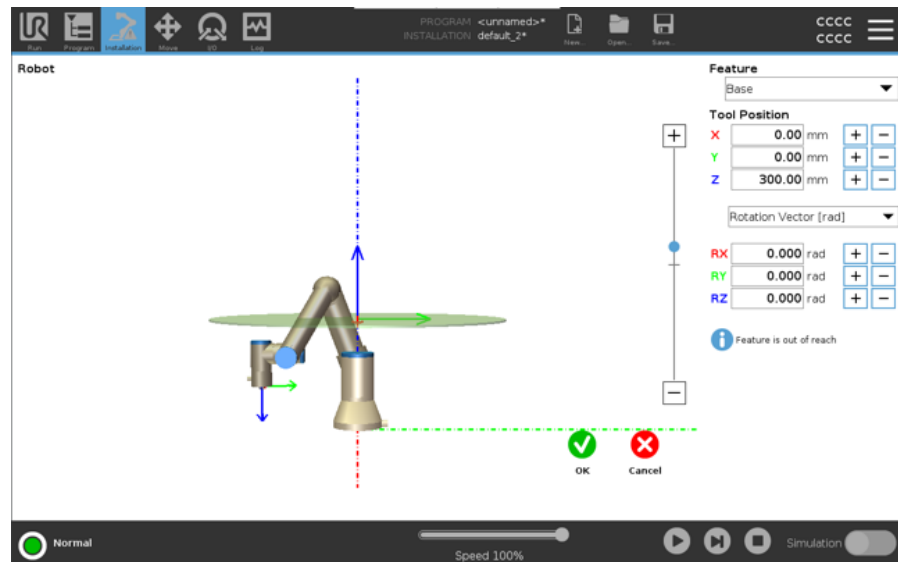 UR
PROGRAM <unnamed>*
INSTALLATION default_2*
Run Program Installation Move I/O Log
New... Open... Save...
cccc
cccc
Robot
Feature
Base
Tool Position
X 0.00 mm + −
Y 0.00 mm + −
Z 300.00 mm + −
Rotation Vector [rad]
RX 0.000 rad + −
RY 0.000 rad + −
RZ 0.000 rad + −
Feature is out of reach
OK Cancel
Normal
Speed 100%
Simulation